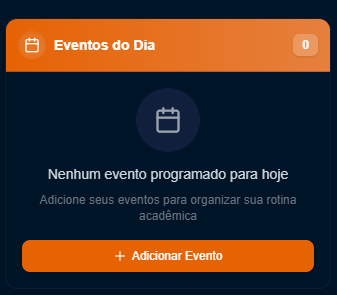 Eventos do Dia
0
Nenhum evento programado para hoje
Adicione seus eventos para organizar sua rotina
acadêmica
Adicionar Evento